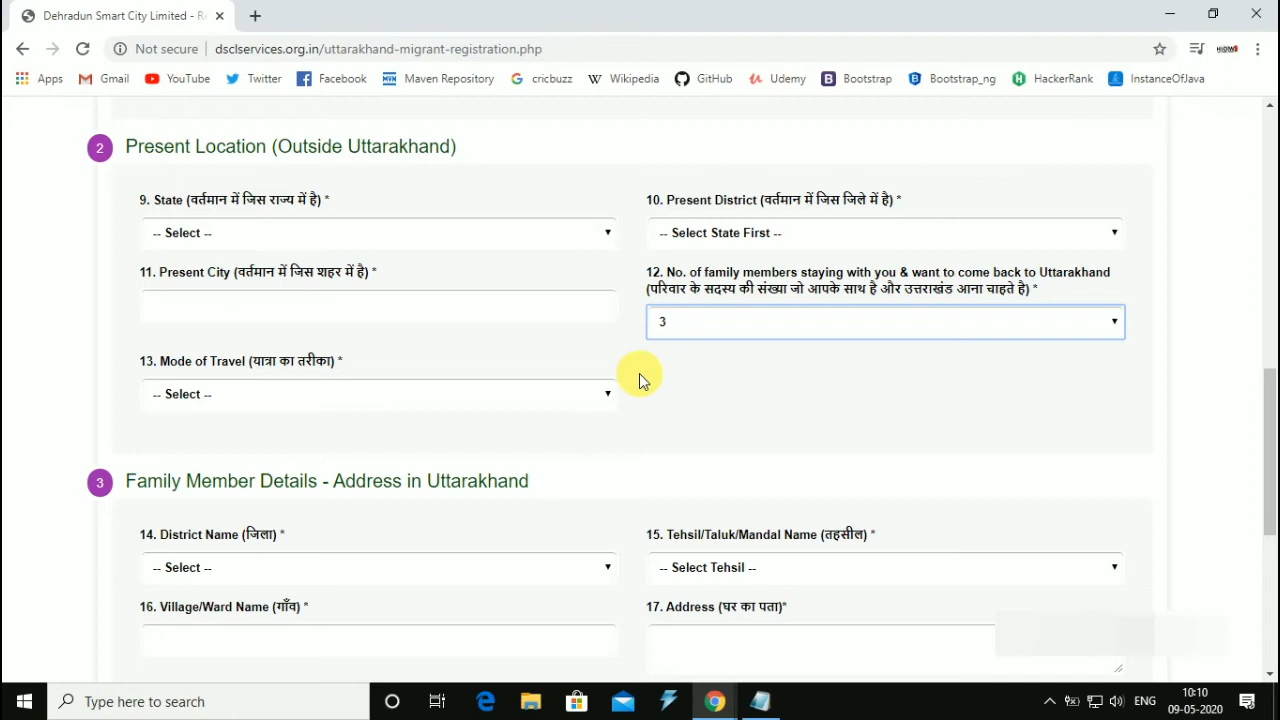 Dehradun Smart City Limited - Re
Not secure
dsclservices.org.in/uttarakhand-migrant-registration.php
Apps Gmail YouTube Twitter Facebook Maven Repository cricbuzz Wikipedia GitHub Udemy Bootstrap Bootstrap_ng HackerRank InstanceOfJava
2 Present Location (Outside Uttarakhand)
9. State (वर्तमान में जिस राज्य में है) *
-- Select --
10. Present District (वर्तमान में जिस जिले में है) *
-- Select State First --
11. Present City (वर्तमान में जिस शहर में है) *
12. No. of family members staying with you & want to come back to Uttarakhand
(परिवार के सदस्य की संख्या जो आपके साथ है और उत्तराखंड आना चाहते है) *
3
13. Mode of Travel (यात्रा का तरीका) *
-- Select --
3 Family Member Details - Address in Uttarakhand
14. District Name (जिला) *
-- Select --
15. Tehsil/Taluk/Mandal Name (तहसील) *
-- Select Tehsil --
16. Village/Ward Name (गाँव) *
17. Address (घर का पता)*
Type here to search
ENG
10:10
09-05-2020